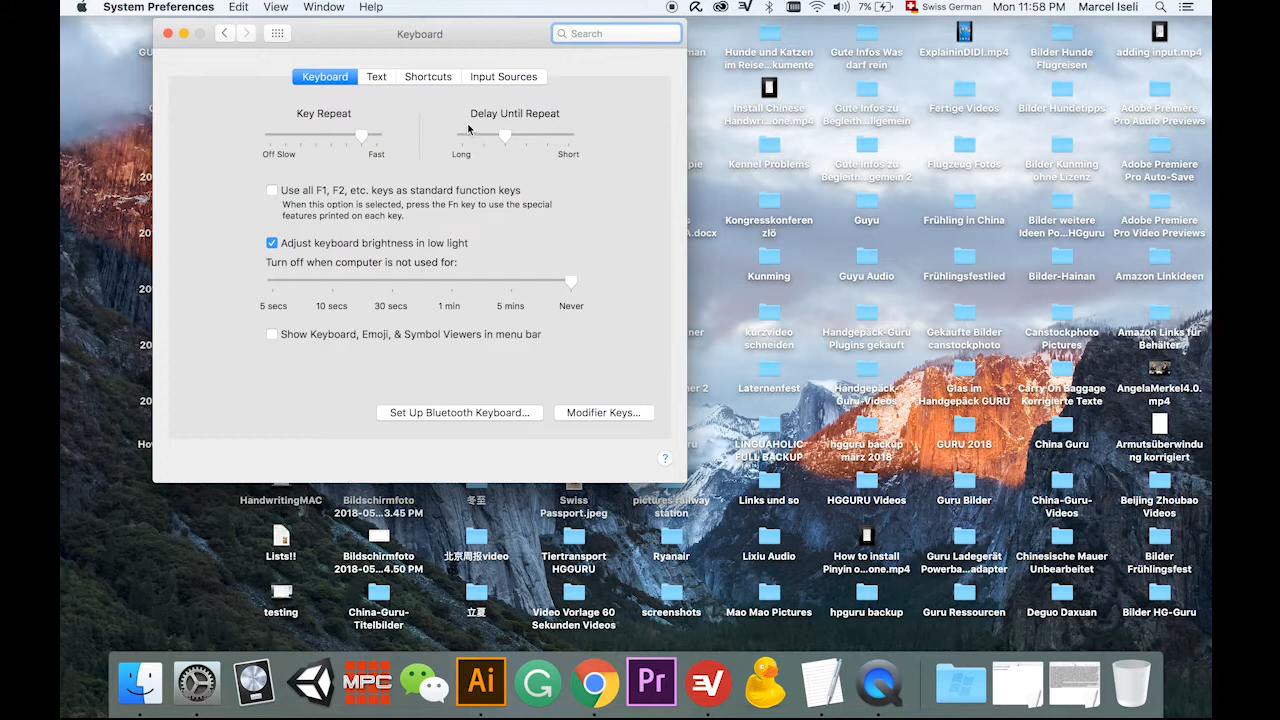 System Preferences Edit View Window Help
7% Swiss German Mon 11:58 PM Marcel Iseli
Keyboard
Search
Keyboard Text Shortcuts Input Sources
Key Repeat
Delay Until Repeat
Off Slow
Fast
Long
Short
Use all F1, F2, etc. keys as standard function keys
When this option is selected, press the Fn key to use the special
features printed on each key.
Adjust keyboard brightness in low light
Turn off when computer is not used for:
5 secs 10 secs 30 secs 1 min 5 mins Never
Show Keyboard, Emoji, & Symbol Viewers in menu bar
Set Up Bluetooth Keyboard...
Modifier Keys...
?
Hunde und Katzen
im Reise...kumente
Gute Infos Was
darf rein
ExplaininDIDI.mp4
Bilder Hunde
Flugreisen
adding input.mp4
Install Chinese
Handwri...one.mp4
Gute Infos zu
Begleith...lgemein
Fertige Videos
Bilder Hundetipps
Adobe Premiere
Pro Audio Previews
Kennel Problems
Gute Infos zu
Begleith...gemein 2
Flugzeug Fotos
Bilder Kunming
ohne Lizenz
Adobe Premiere
Pro Auto-Save
Kongresskonferen
zlö
Guyu
Frühling in China
Bilder weitere
Ideen Po...HGguru
Adobe Premiere
Pro Video Previews
Kunming
Guyu Audio
Frühlingsfestlied
Bilder-Hainan
Amazon Linkideen
kurzvideo
schneiden
Handgepäck-Guru
Plugins gekauft
Gekaufte Bilder
canstockphoto
Canstockphoto
Pictures
Amazon Links für
Behälter
Laternenfest
Handgepäck-
Guru-Videos
Glas im
Handgepäck GURU
Carry On Baggage
Korrigierte Texte
AngelaMerkel4.0.
mp4
LINGUAHOLIC
FULL BACKUP
hgguru backup
märz 2018
GURU 2018
China Guru
Armutsüberwindu
ng korrigiert
HandwritingMAC
Bildschirmfoto
2018-05...3.45 PM
冬至
Swiss
Passport.jpeg
pictures railway
station
Links und so
HGGURU Videos
Guru Bilder
China-Guru-
Videos
Beijing Zhoubao
Videos
Lists!!
Bildschirmfoto
2018-05...4.50 PM
北京周报video
Tiertransport
HGGURU
Ryanair
Lixiu Audio
How to install
Pinyin o...one.mp4
Guru Ladegerät
Powerba...adapter
Chinesische Mauer
Unbearbeitet
Bilder
Frühlingsfest
testing
China-Guru-
Titelbilder
立夏
Video Vorlage 60
Sekunden Videos
screenshots
Mao Mao Pictures
hpguru backup
Guru Ressourcen
Deguo Daxuan
Bilder HG-Guru
MPC
Ai
Pr